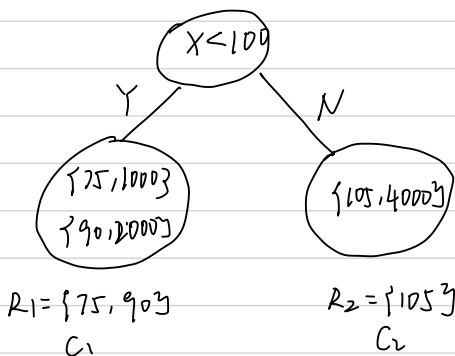 X<100
Y
N
{75,1000}
{90,2000}
{105,4000}
R1={75,90}
R2={105}
C1
C2